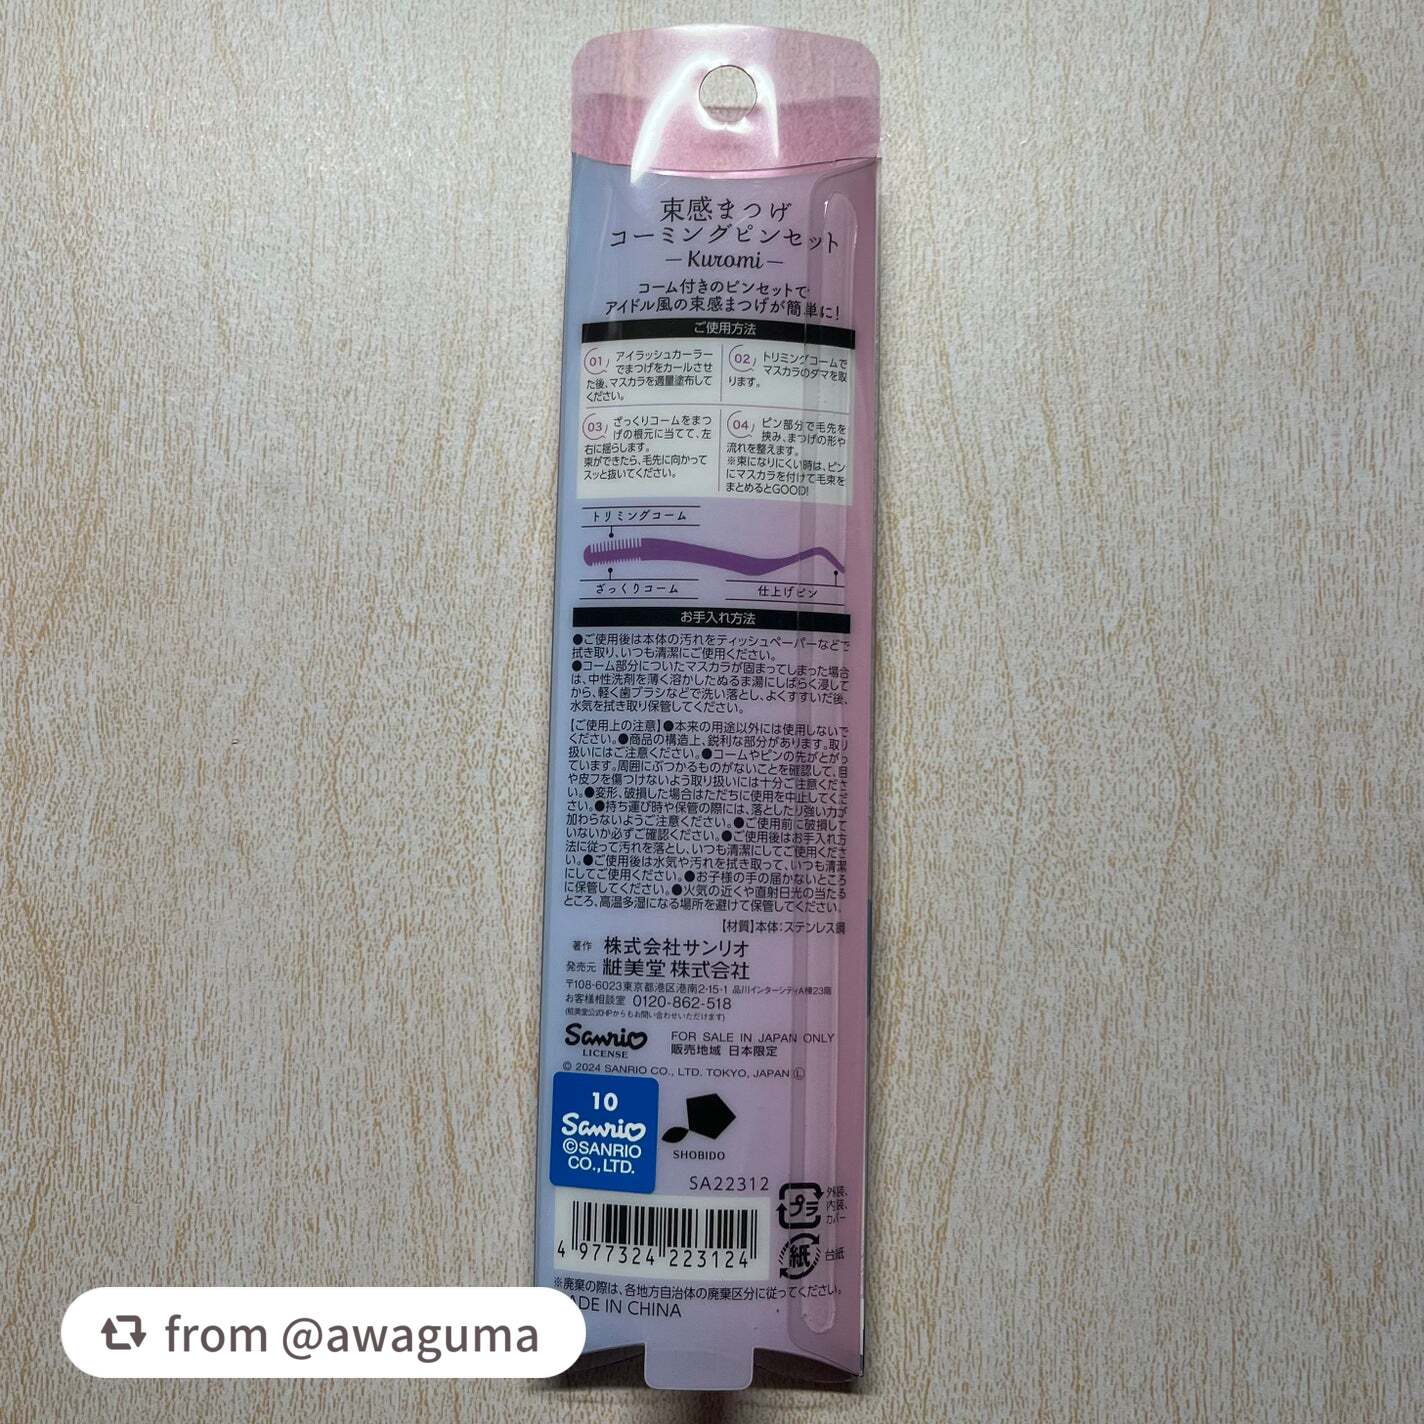 束感まつげ
コーミングピンセット
— Kuromi —
コーム付きのピンセットで
アイドル風の束感まつげが簡単に!
ご使用方法
01 アイラッシュカーラー
でまつげをカールさせ
た後、マスカラを適量塗布して
ください。
02 トリミングコームで
マスカラのダマを取
ります。
03 ざっくりコームをまつ
げの根元に当てて、左
右に揺らします。
束ができたら、毛先に向かって
スッと抜いてください。
04 ピン部分で毛先を
挟み、まつげの形や
流れを整えます。
※束になりにくい時は、ピン
にマスカラを付けて毛束を
まとめるとGOOD!
トリミングコーム
ざっくりコーム
仕上げピン
お手入れ方法
●ご使用後は本体の汚れをティッシュペーパーなどで
拭き取り、いつも清潔にご使用ください。
●コーム部分についたマスカラが固まってしまった場合
は、中性洗剤を薄く溶かしたぬるま湯にしばらく浸して
から、軽く歯ブラシなどで洗い落とし、よくすすいだ後、
水気を拭き取り保管してください。
【ご使用上の注意】●本来の用途以外には使用しないで
ください。●商品の構造上、鋭利な部分があります。取り
扱いにはご注意ください。●コームやピンの先がとがっ
ています。周囲にぶつかるものがないことを確認して、目
や皮フを傷つけないよう取り扱いには十分ご注意くださ
い。●変形、破損した場合はただちに使用を中止してくだ
さい。●持ち運び時や保管の際には、落としたり強い力が
加わらないようご注意ください。●ご使用前に破損して
いないか必ずご確認ください。●ご使用後はお手入れ方
法に従って汚れを落とし、いつも清潔にしてご使用くださ
い。●ご使用後は水気や汚れを拭き取って、いつも清潔
にしてご使用ください。●お子様の手の届かないところ
に保管してください。●火気の近くや直射日光の当たる
ところ、高温多湿になる場所を避けて保管してください。
【材質】本体:ステンレス鋼
著作 株式会社サンリオ
発売元 粧美堂 株式会社
〒108-6023東京都港区港南2-15-1 品川インターシティA棟23階
お客様相談室 0120-862-518
(粧美堂公式HPからもお問い合わせいただけます)
Sanrio
LICENSE
FOR SALE IN JAPAN ONLY
販売地域 日本限定
© 2024 SANRIO CO., LTD. TOKYO, JAPAN Ⓛ
10
Sanrio
©SANRIO
CO.,LTD.
SHOBIDO
SA22312
4 977324 223124
プラ
外装、
内装、
カバー
紙
台紙
※廃棄の際は、各地方自治体の廃棄区分に従ってください。
ADE IN CHINA
from @awaguma